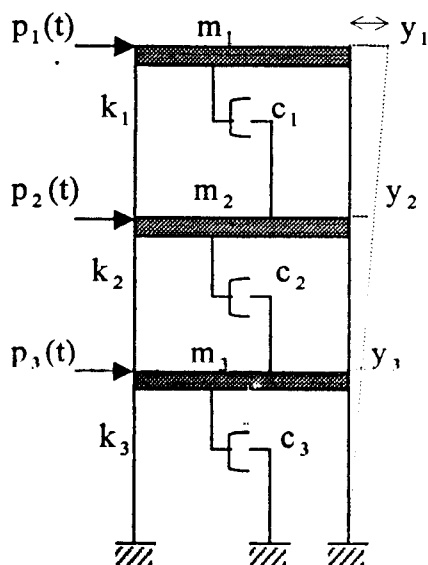 p₁(t) m₁ y₁
k₁ c₁
p₂(t) m₂ y₂
k₂ c₂
p₃(t) m₃ y₃
k₃ c₃